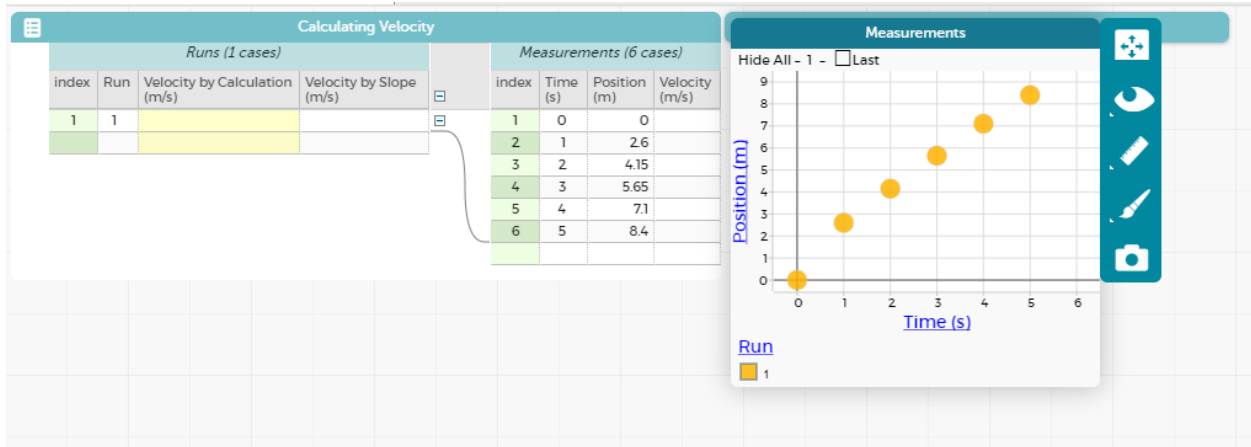 Calculating Velocity
Runs (1 cases)
index Run Velocity by Calculation (m/s) Velocity by Slope (m/s)
1 1
Measurements (6 cases)
index Time (s) Position (m) Velocity (m/s)
1 0 0
2 1 2.6
3 2 4.15
4 3 5.65
5 4 7.1
6 5 8.4
Measurements
Hide All – 1 – Last
9
8
7
6
5
4
3
2
1
0
Position (m)
0 1 2 3 4 5 6
Time (s)
Run
1